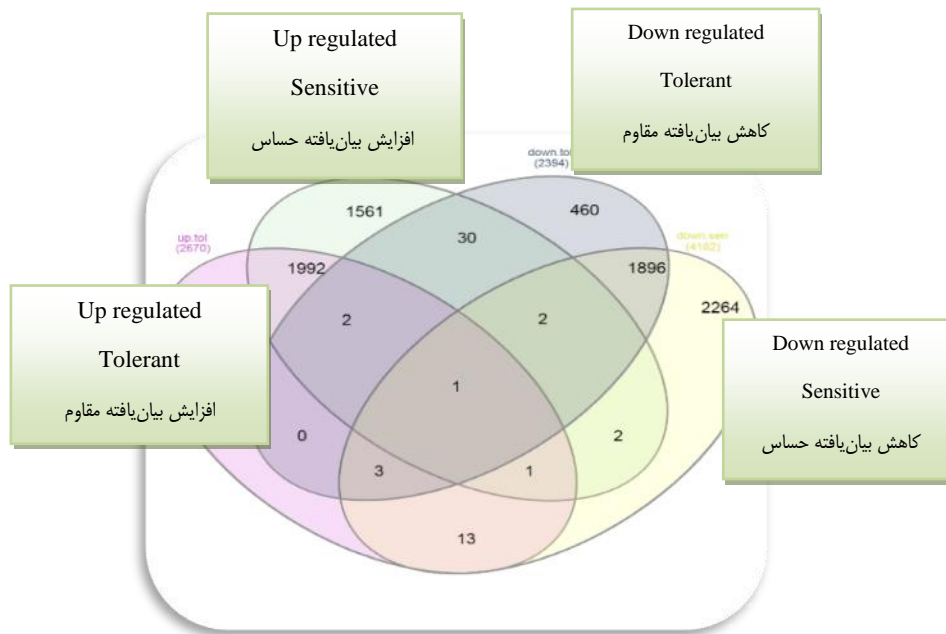 Up regulated
Sensitive
افزایش بیان‌یافته حساس
Down regulated
Tolerant
کاهش بیان‌یافته مقاوم
(2394)
up.tol
(2670)
down.sen
(4182)
1561
460
30
1992
1896
2264
2
2
Up regulated
Tolerant
افزایش بیان‌یافته مقاوم
Down regulated
Sensitive
کاهش بیان‌یافته حساس
1
0
2
3
1
13